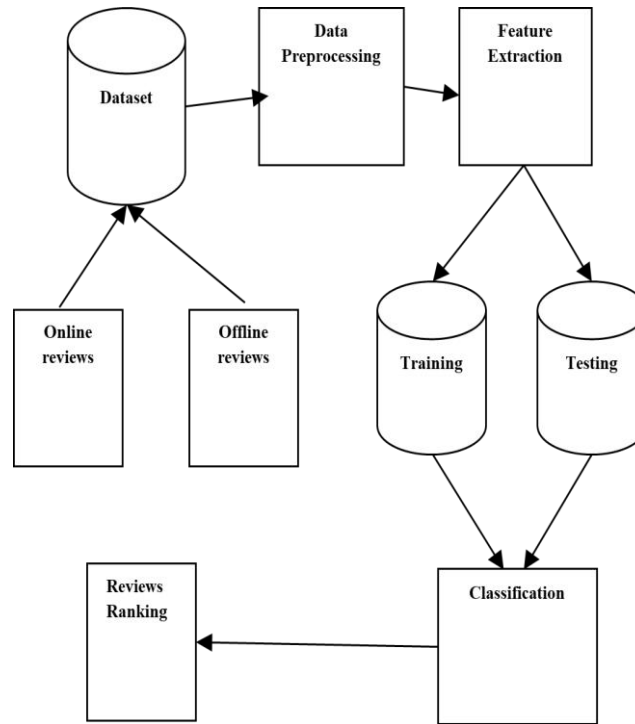 Dataset
Data
Preprocessing
Feature
Extraction
Online
reviews
Offline
reviews
Training
Testing
Reviews
Ranking
Classification